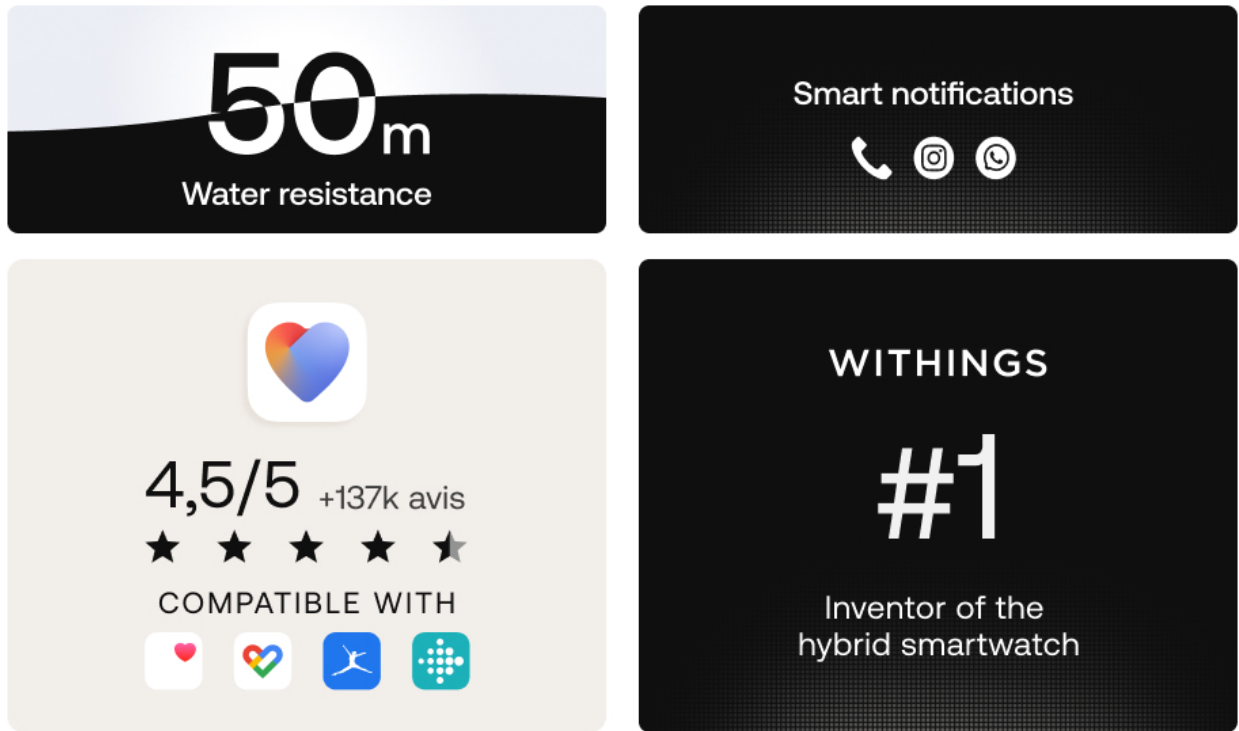 50m
Water resistance
Smart notifications
4,5/5 +137k avis
COMPATIBLE WITH
WITHINGS
#1
Inventor of the
hybrid smartwatch